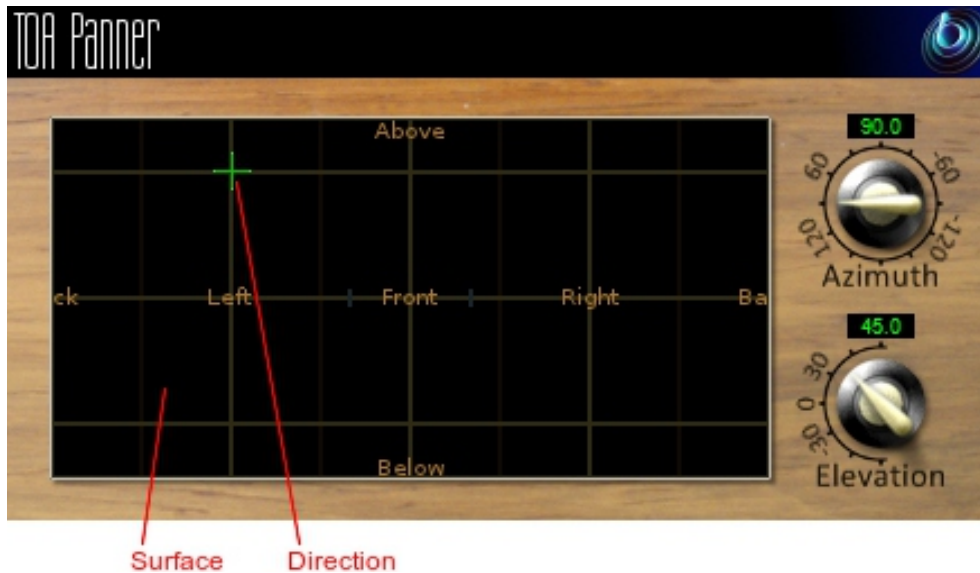 TOA Panner
Above
ck Left Front Right Ba
Below
90.0
60 -60
120 -120
Azimuth
45.0
30
0
-30
Elevation
Surface Direction